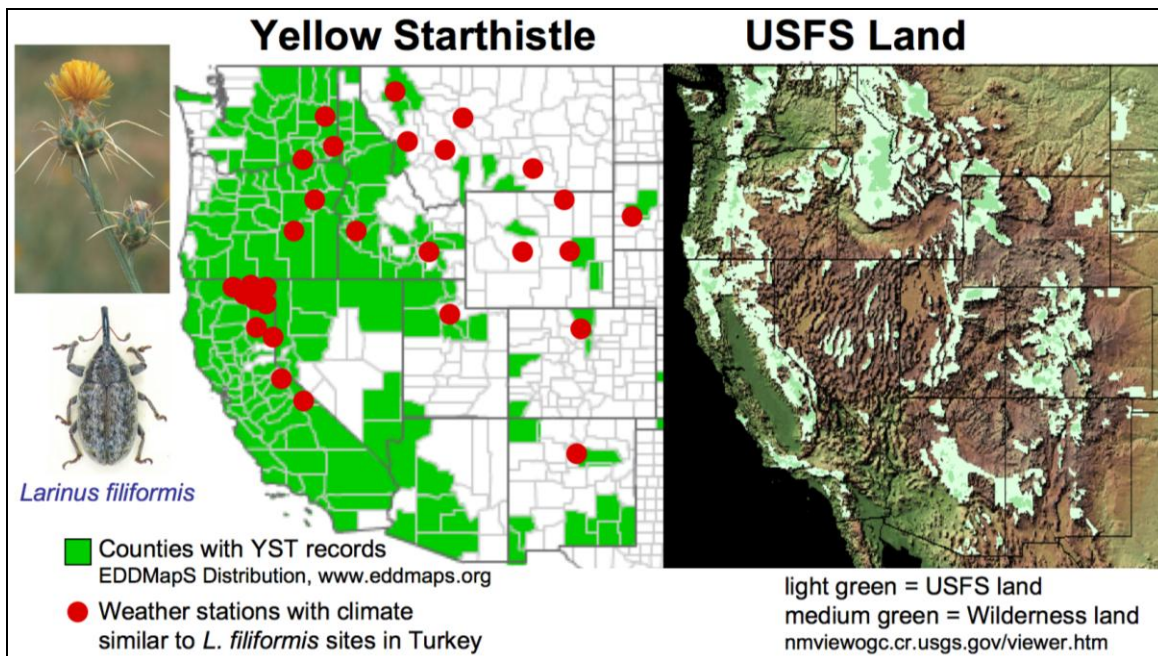 Yellow Starthistle
USFS Land
Larinus filiformis
Counties with YST records
EDDMapS Distribution, www.eddmaps.org
Weather stations with climate
similar to L. filiformis sites in Turkey
light green = USFS land
medium green = Wilderness land
nmviewogc.cr.usgs.gov/viewer.htm